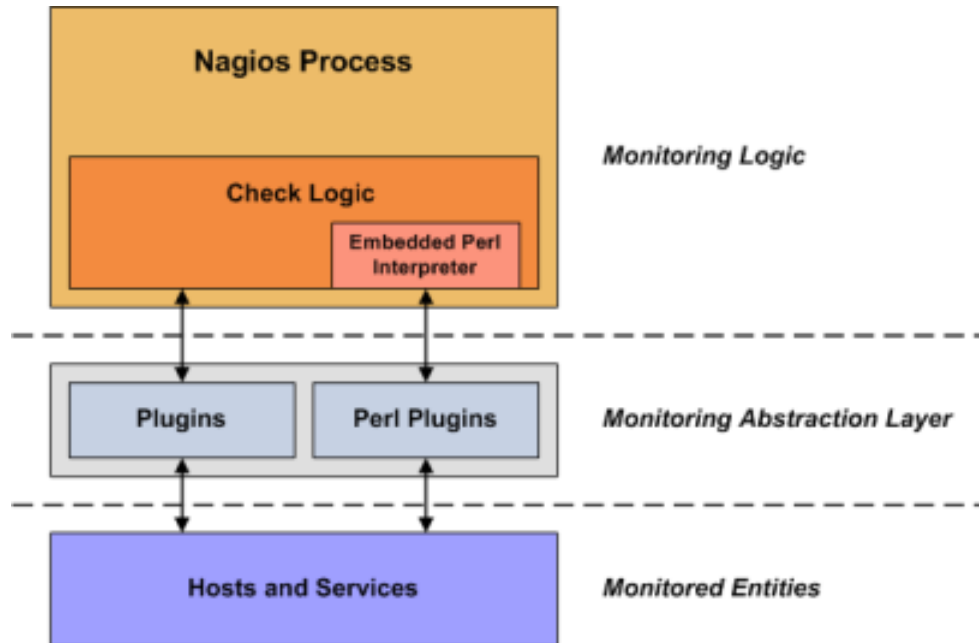 Nagios Process
Monitoring Logic
Check Logic
Embedded Perl
Interpreter
Plugins
Perl Plugins
Monitoring Abstraction Layer
Hosts and Services
Monitored Entities